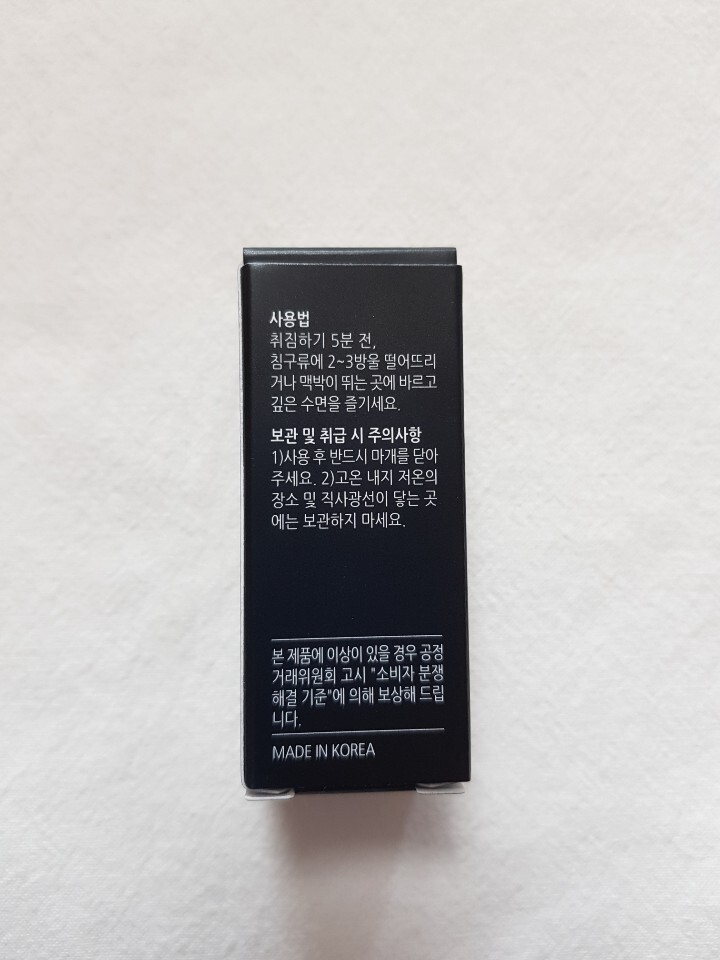 사용법
취짐하기 5분 전,
침구류에 2~3방울 떨어뜨리
거나 맥박이 뛰는 곳에 바르고
깊은 수면을 즐기세요.
보관 및 취급 시 주의사항
1)사용 후 반드시 마개를 닫아
주세요. 2)고온 내지 저온의
장소 및 직사광선이 닿는 곳
에는 보관하지 마세요.
본 제품에 이상이 있을 경우 공정
거래위원회 고시 "소비자 분쟁
해결 기준"에 의해 보상해 드립
니다.
MADE IN KOREA